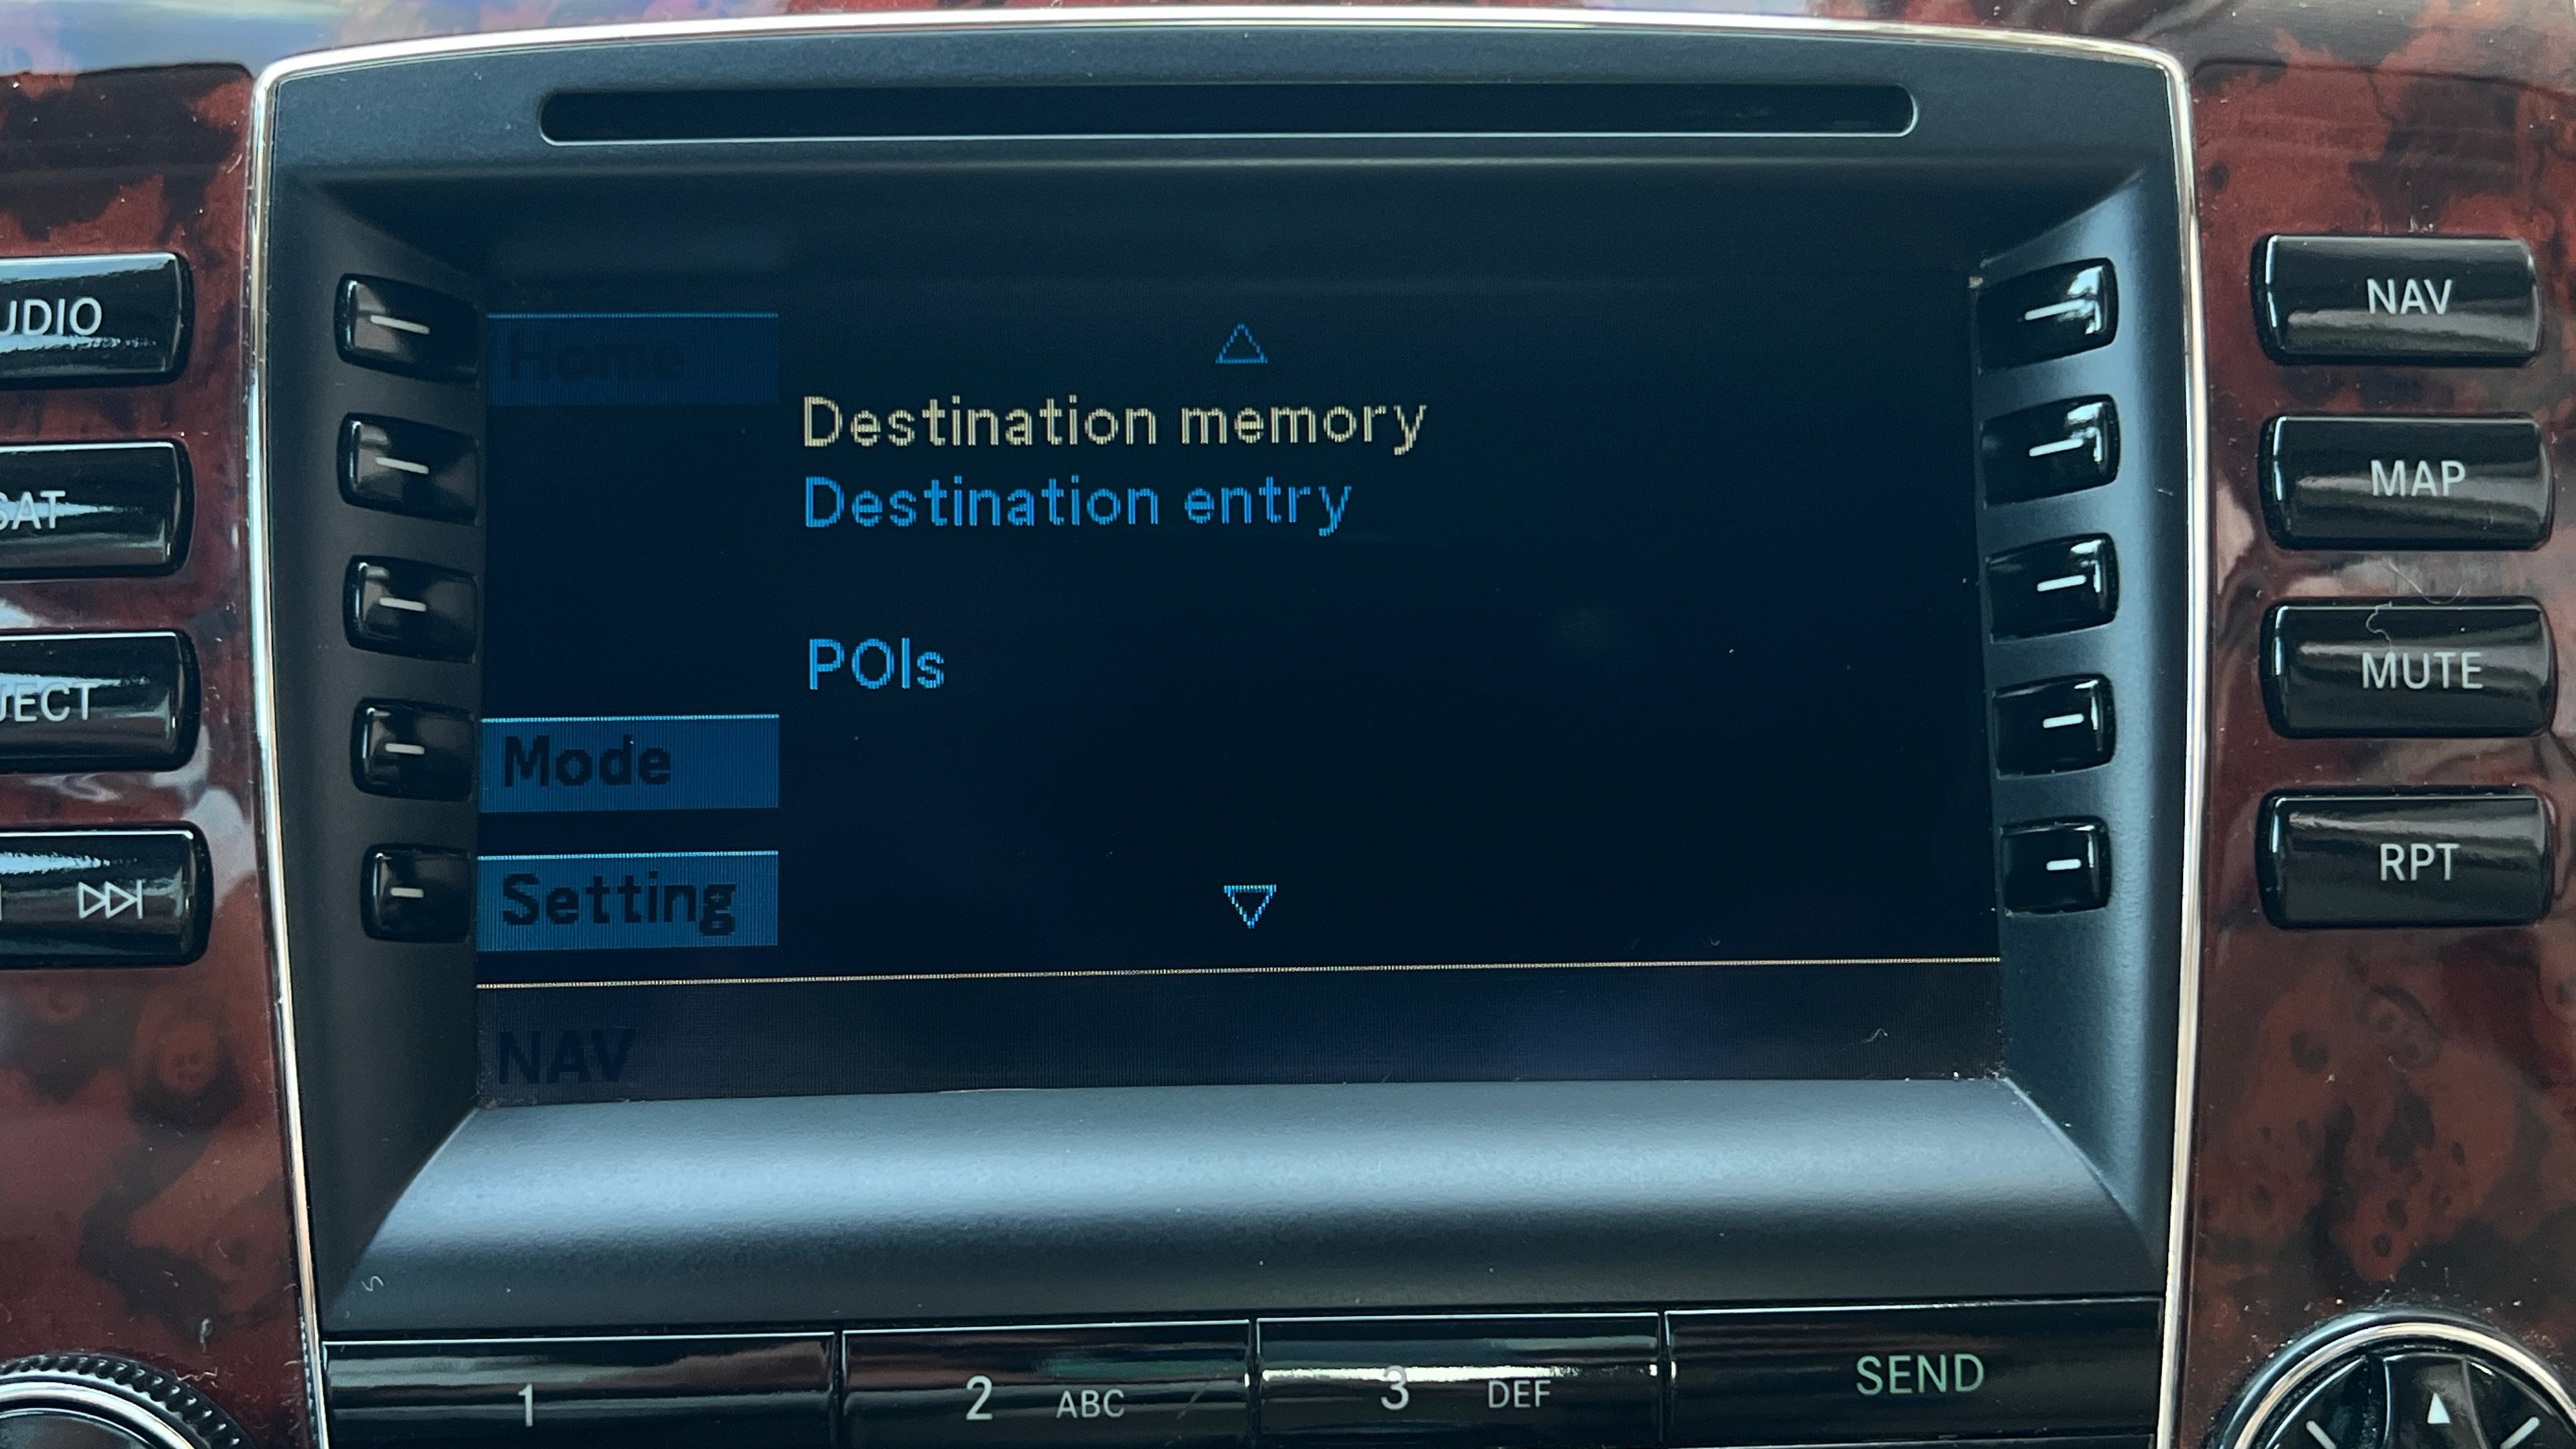 Home
Destination memory
Destination entry
POIs
Mode
Setting
NAV
UDIO
SAT
JECT
NAV
MAP
MUTE
RPT
1
2 ABC
3 DEF
SEND